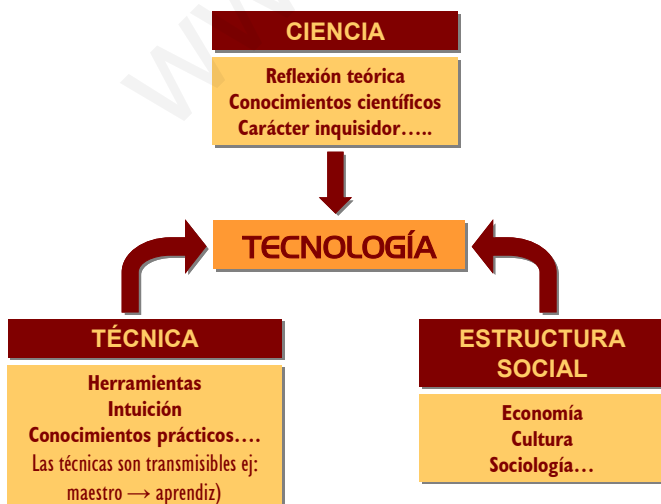 CIENCIA
Reflexión teórica
Conocimientos científicos
Carácter inquisidor…..
TECNOLOGÍA
TÉCNICA
Herramientas
Intuición
Conocimientos prácticos….
Las técnicas son transmisibles ej:
maestro → aprendiz)
ESTRUCTURA
SOCIAL
Economía
Cultura
Sociología…